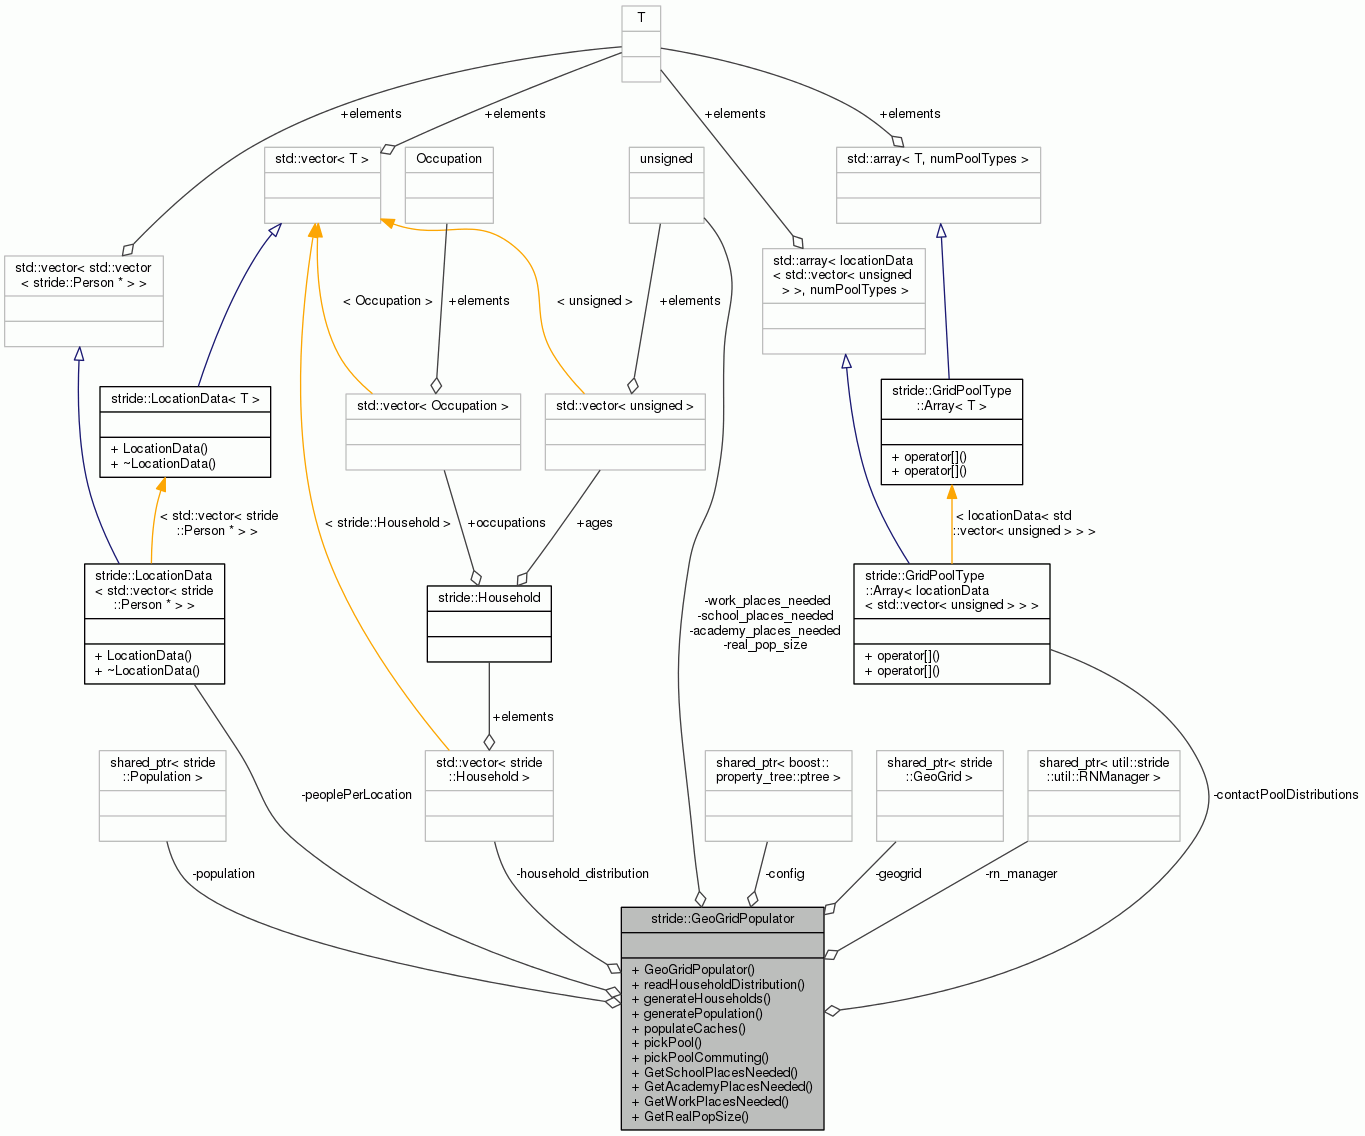 T
+elements
+elements
+elements
+elements
std::vector< T >
Occupation
unsigned
std::array< T, numPoolTypes >
std::vector< std::vector
< stride::Person * > >
std::array< locationData
< std::vector< unsigned
> >, numPoolTypes >
< Occupation >
+elements
< unsigned >
+elements
stride::LocationData< T >
+ LocationData()
+ ~LocationData()
std::vector< Occupation >
std::vector< unsigned >
stride::GridPoolType
::Array< T >
+ operator[]()
+ operator[]()
< std::vector< stride
::Person * > >
< stride::Household >
+occupations
+ages
< locationData< std
::vector< unsigned > > >
stride::LocationData
< std::vector< stride
::Person * > >
+ LocationData()
+ ~LocationData()
stride::Household
-work_places_needed
-school_places_needed
-academy_places_needed
-real_pop_size
stride::GridPoolType
::Array< locationData
< std::vector< unsigned > > >
+ operator[]()
+ operator[]()
+elements
shared_ptr< stride
::Population >
-peoplePerLocation
std::vector< stride
::Household >
shared_ptr< boost::
property_tree::ptree >
shared_ptr< stride
::GeoGrid >
shared_ptr< util::stride
::util::RNManager >
-contactPoolDistributions
-population
-household_distribution
-config
-geogrid
-rn_manager
stride::GeoGridPopulator
+ GeoGridPopulator()
+ readHouseholdDistribution()
+ generateHouseholds()
+ generatePopulation()
+ populateCaches()
+ pickPool()
+ pickPoolCommuting()
+ GetSchoolPlacesNeeded()
+ GetAcademyPlacesNeeded()
+ GetWorkPlacesNeeded()
+ GetRealPopSize()